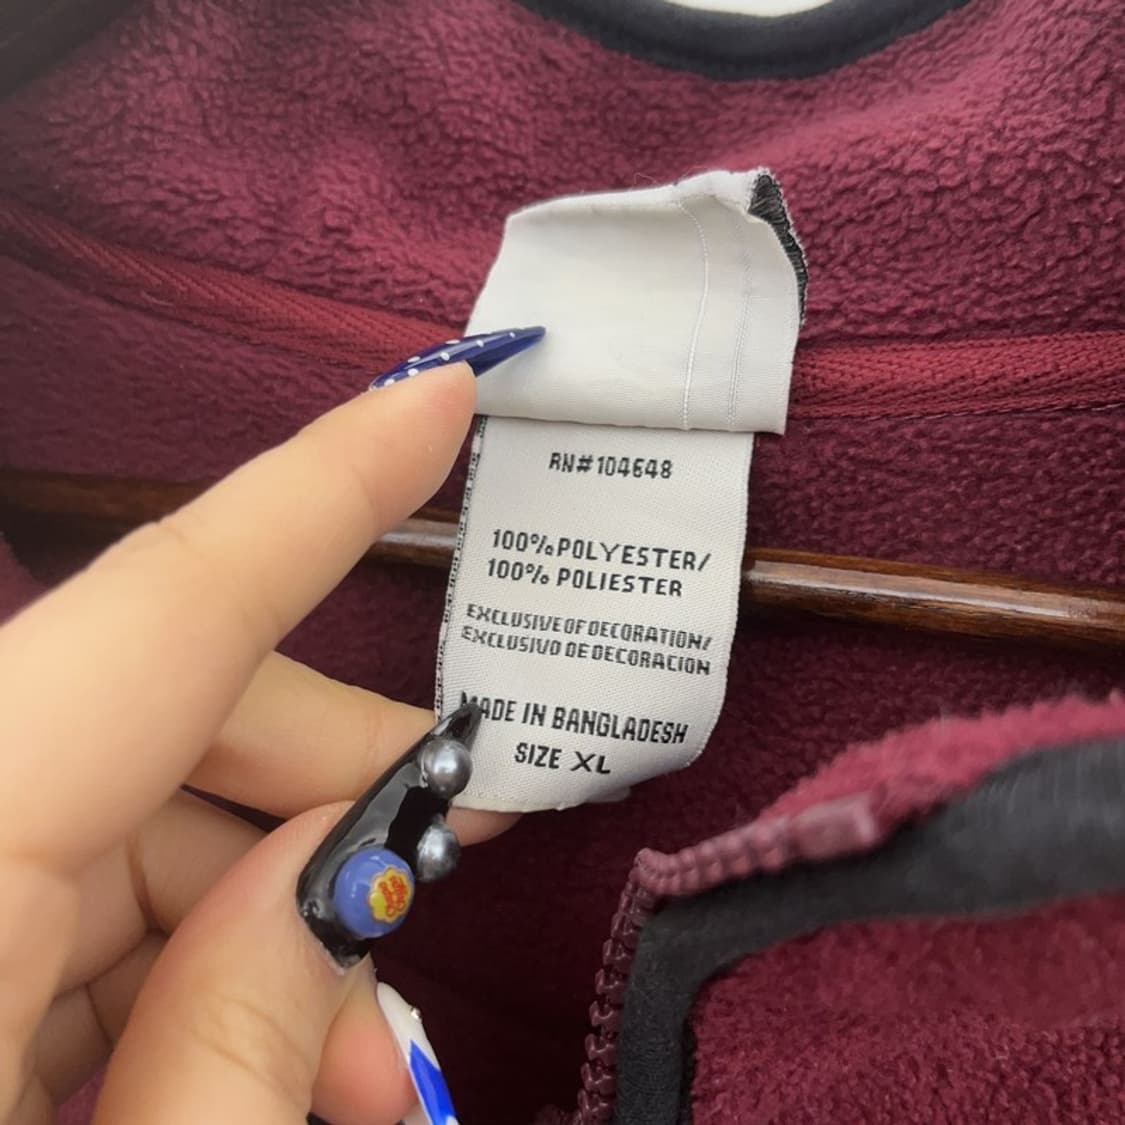 RN#104648
100%POLYESTER/
100% POLIESTER
EXCLUSIVE OF DECORATION/
EXCLUSIVO DE DECORACION
MADE IN BANGLADESH
SIZE XL